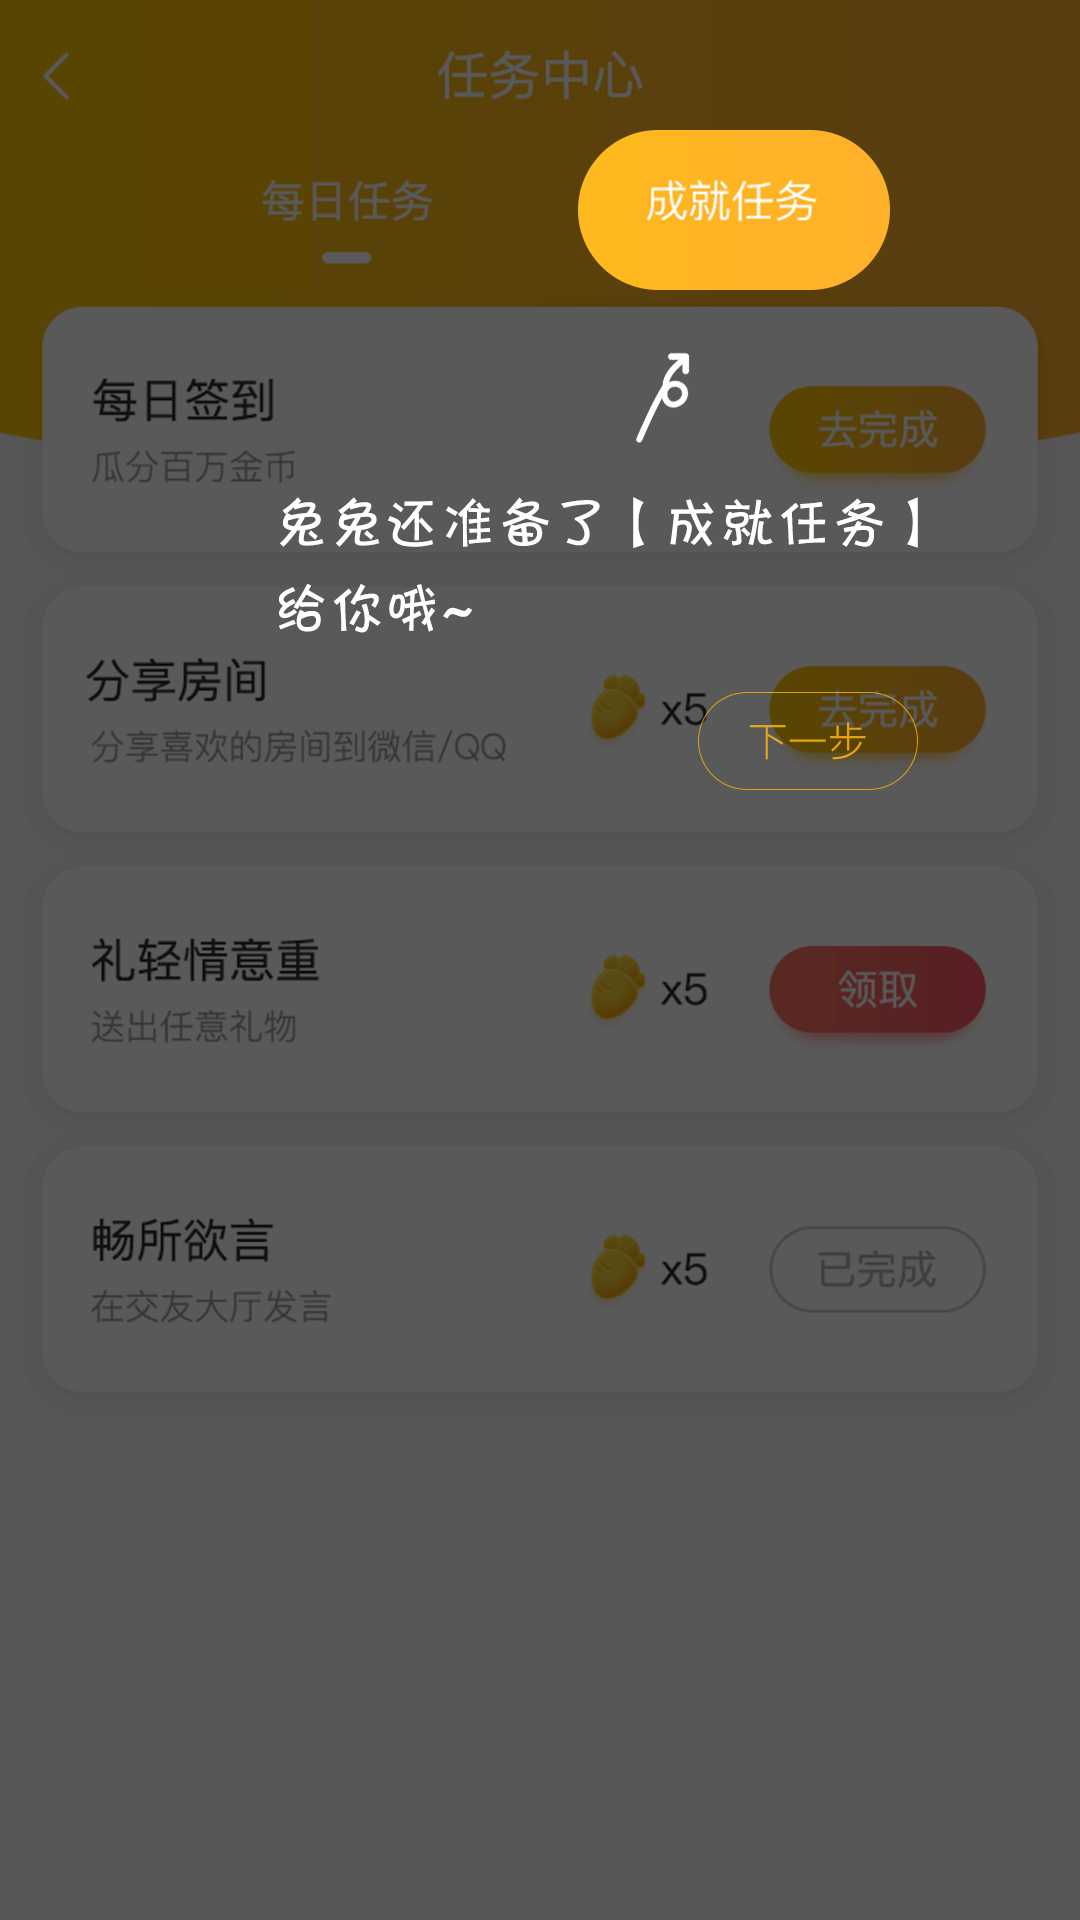 任务中心
每日任务
成就任务
每日签到
瓜分百万金币
去完成
兔兔还准备了【成就任务】
给你哦~
分享房间
分享喜欢的房间到微信/QQ
x5
去完成
下一步
礼轻情意重
送出任意礼物
x5
领取
畅所欲言
在交友大厅发言
x5
已完成